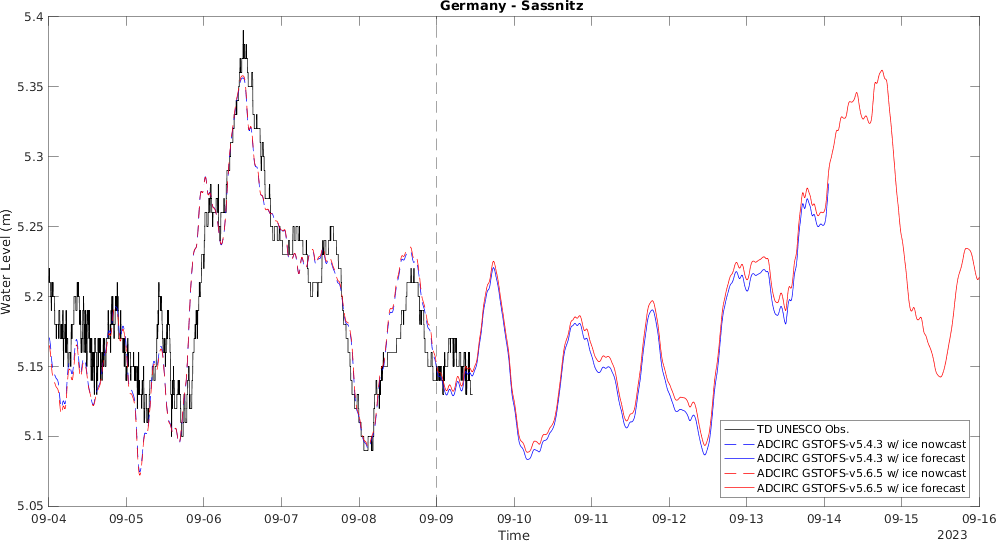 Germany - Sassnitz
5.4
5.35
5.3
5.25
5.2
5.15
5.1
5.05
Water Level (m)
09-04 09-05 09-06 09-07 09-08 09-09 09-10 09-11 09-12 09-13 09-14 09-15 09-16
Time
2023
TD UNESCO Obs.
ADCIRC GSTOFS-v5.4.3 w/ ice nowcast
ADCIRC GSTOFS-v5.4.3 w/ ice forecast
ADCIRC GSTOFS-v5.6.5 w/ ice nowcast
ADCIRC GSTOFS-v5.6.5 w/ ice forecast